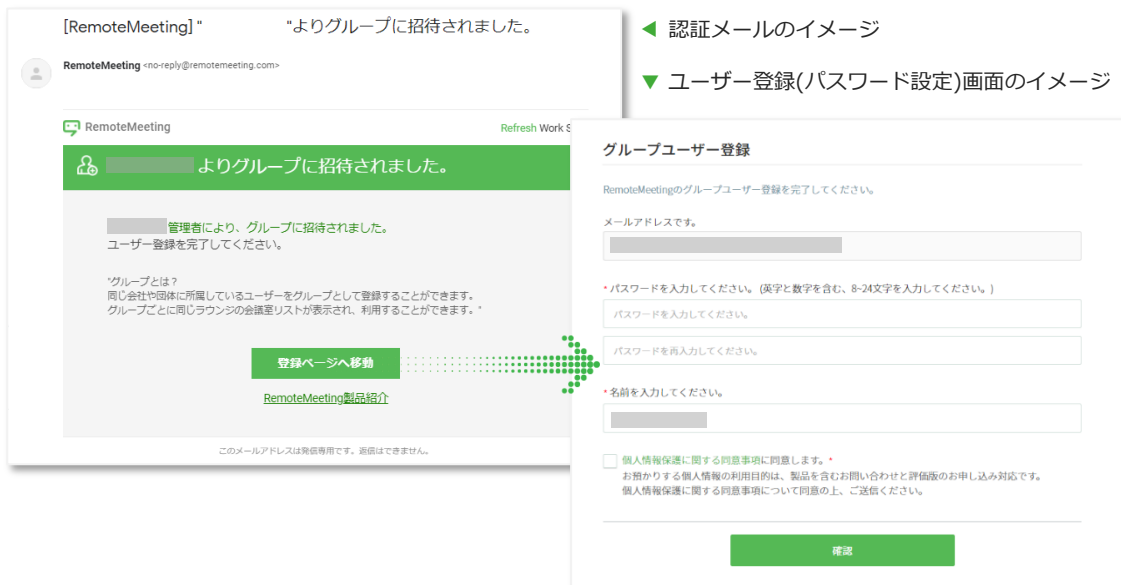 [RemoteMeeting] " "よりグループに招待されました。
◀ 認証メールのイメージ
RemoteMeeting <no-reply@remotemeeting.com>
▼ ユーザー登録(パスワード設定)画面のイメージ
RemoteMeeting
Refresh Work S
よりグループに招待されました。
管理者により、グループに招待されました。
ユーザー登録を完了してください。
"グループとは？
同じ会社や団体に所属しているユーザーをグループとして登録することができます。
グループごとに同じラウンジの会議室リストが表示され、利用することができます。"
登録ページへ移動
RemoteMeeting製品紹介
このメールアドレスは発信専用です。返信はできません。
グループユーザー登録
RemoteMeetingのグループユーザー登録を完了してください。
メールアドレスです。
* パスワードを入力してください。 (英字と数字を含む、8~24文字を入力してください。)
パスワードを入力してください。
パスワードを再入力してください。
* 名前を入力してください。
個人情報保護に関する同意事項に同意します。*
お預かりする個人情報の利用目的は、製品を含むお問い合わせと評価版のお申し込み対応です。
個人情報保護に関する同意事項について同意の上、ご送信ください。
確認